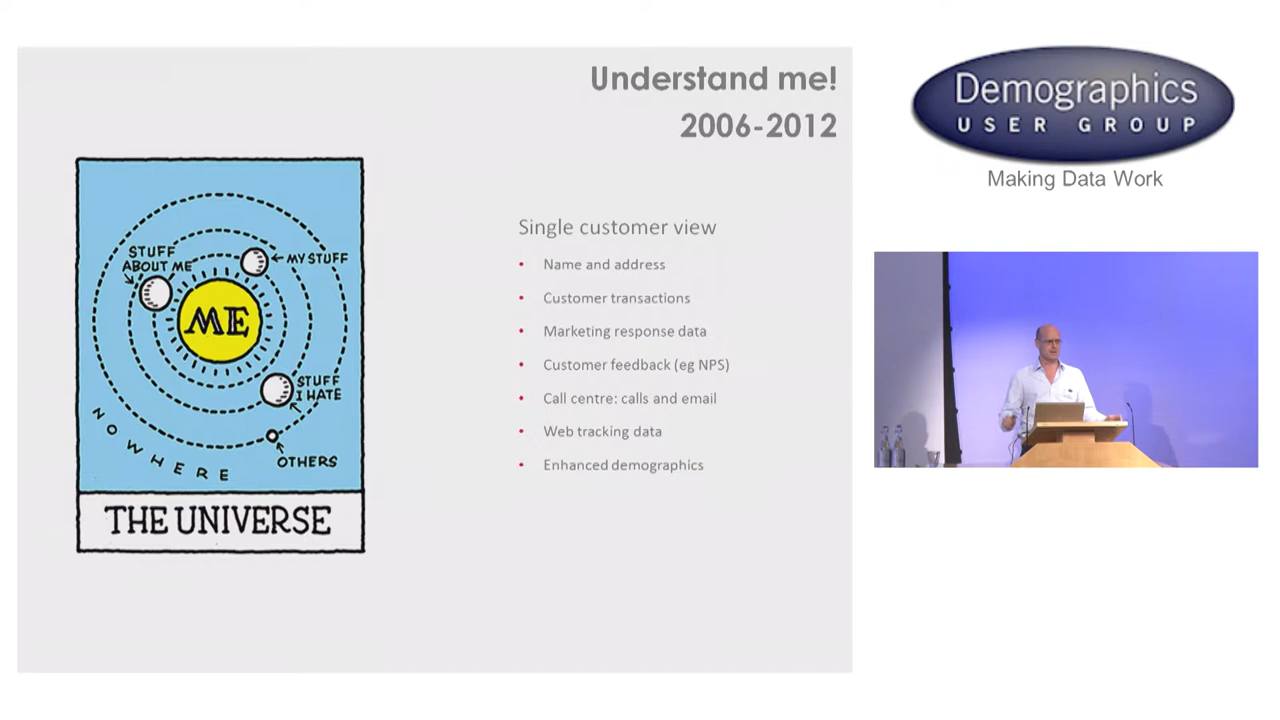 Understand me!
2006-2012
STUFF
ABOUT ME
MY STUFF
ME
STUFF
I HATE
OTHERS
NOWHERE
THE UNIVERSE
Single customer view
• Name and address
• Customer transactions
• Marketing response data
• Customer feedback (eg NPS)
• Call centre: calls and email
• Web tracking data
• Enhanced demographics
Demographics
USER GROUP
Making Data Work